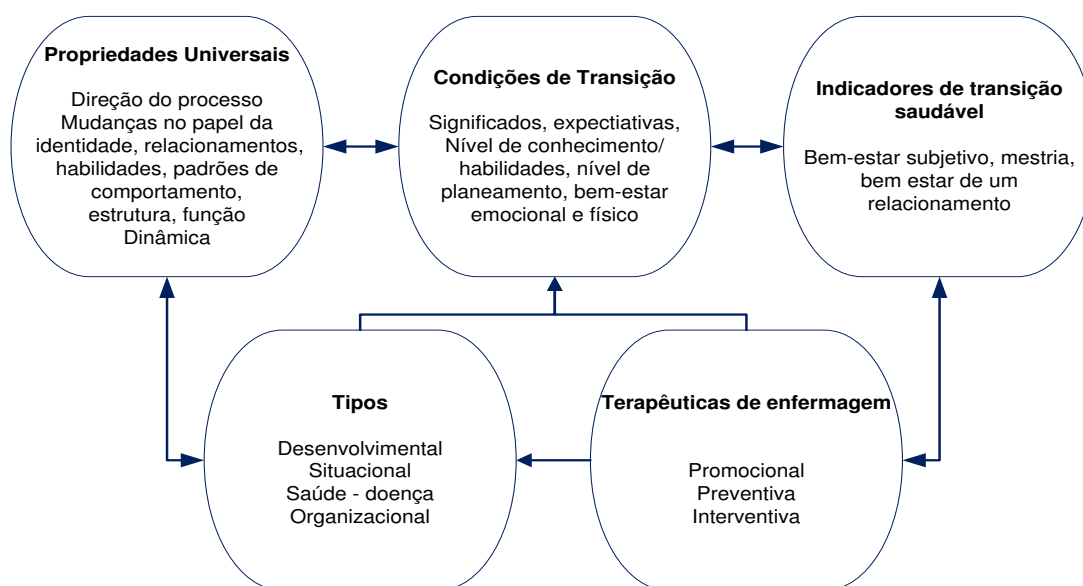 Propriedades Universais
Direção do processo
Mudanças no papel da
identidade, relacionamentos,
habilidades, padrões de
comportamento,
estrutura, função
Dinâmica
Condições de Transição
Significados, expectiativas,
Nível de conhecimento/
habilidades, nível de
planeamento, bem-estar
emocional e físico
Indicadores de transição
saudável
Bem-estar subjetivo, mestria,
bem estar de um
relacionamento
Tipos
Desenvolvimental
Situacional
Saúde - doença
Organizacional
Terapêuticas de enfermagem
Promocional
Preventiva
Interventiva